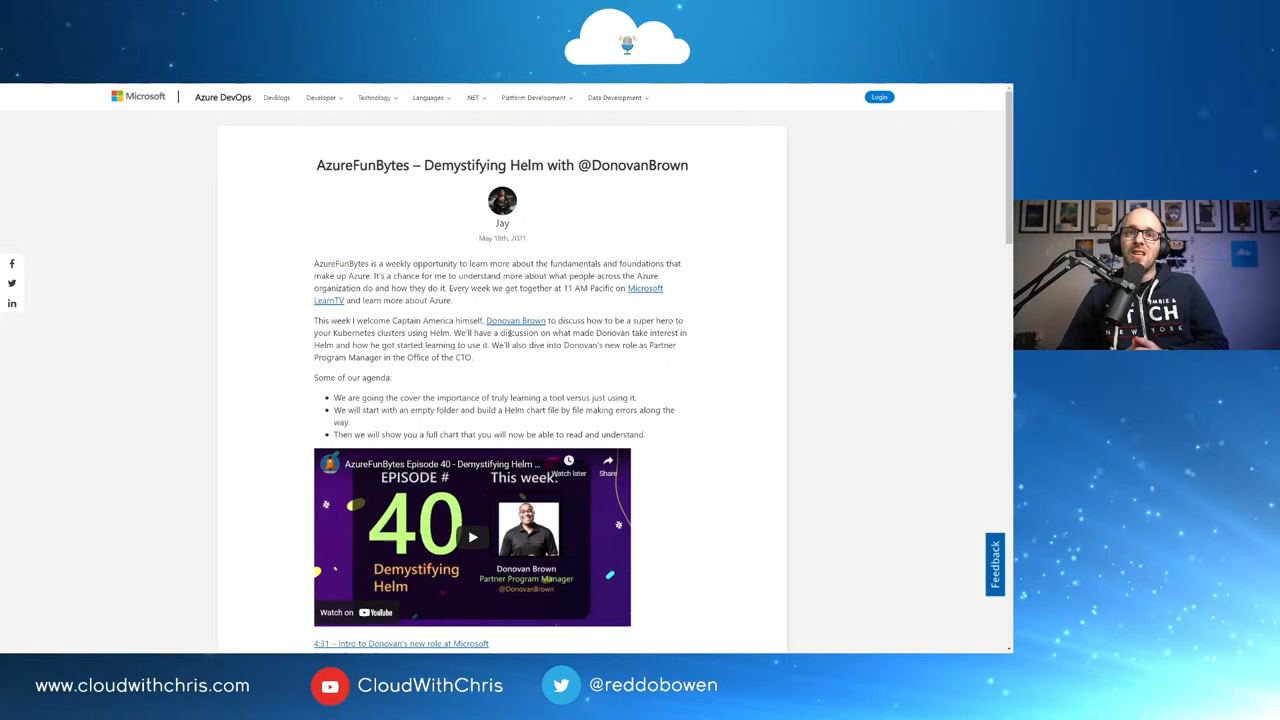 Microsoft
Azure DevOps
DevBlogs
Developer
Technology
Languages
.NET
Platform Development
Data Development
Login
AzureFunBytes – Demystifying Helm with @DonovanBrown
Jay
May 18th, 2021
AzureFunBytes is a weekly opportunity to learn more about the fundamentals and foundations that
make up Azure. It's a chance for me to understand more about what people across the Azure
organization do and how they do it. Every week we get together at 11 AM Pacific on Microsoft
LearnTV and learn more about Azure.
This week I welcome Captain America himself, Donovan Brown to discuss how to be a super hero to
your Kubernetes clusters using Helm. We'll have a discussion on what made Donovan take interest in
Helm and how he got started learning to use it. We'll also dive into Donovan's new role as Partner
Program Manager in the Office of the CTO.
Some of our agenda:
We are going the cover the importance of truly learning a tool versus just using it.
We will start with an empty folder and build a Helm chart file by file making errors along the
way.
Then we will show you a full chart that you will now be able to read and understand.
AzureFunBytes Episode 40 - Demystifying Helm ...
Watch later
Share
EPISODE #
This week:
40
Demystifying
Helm
Donovan Brown
Partner Program Manager
@DonovanBrown
Watch on YouTube
4:31 – Intro to Donovan's new role at Microsoft
Feedback
NEW YORK
www.cloudwithchris.com
CloudWithChris
@reddobowen